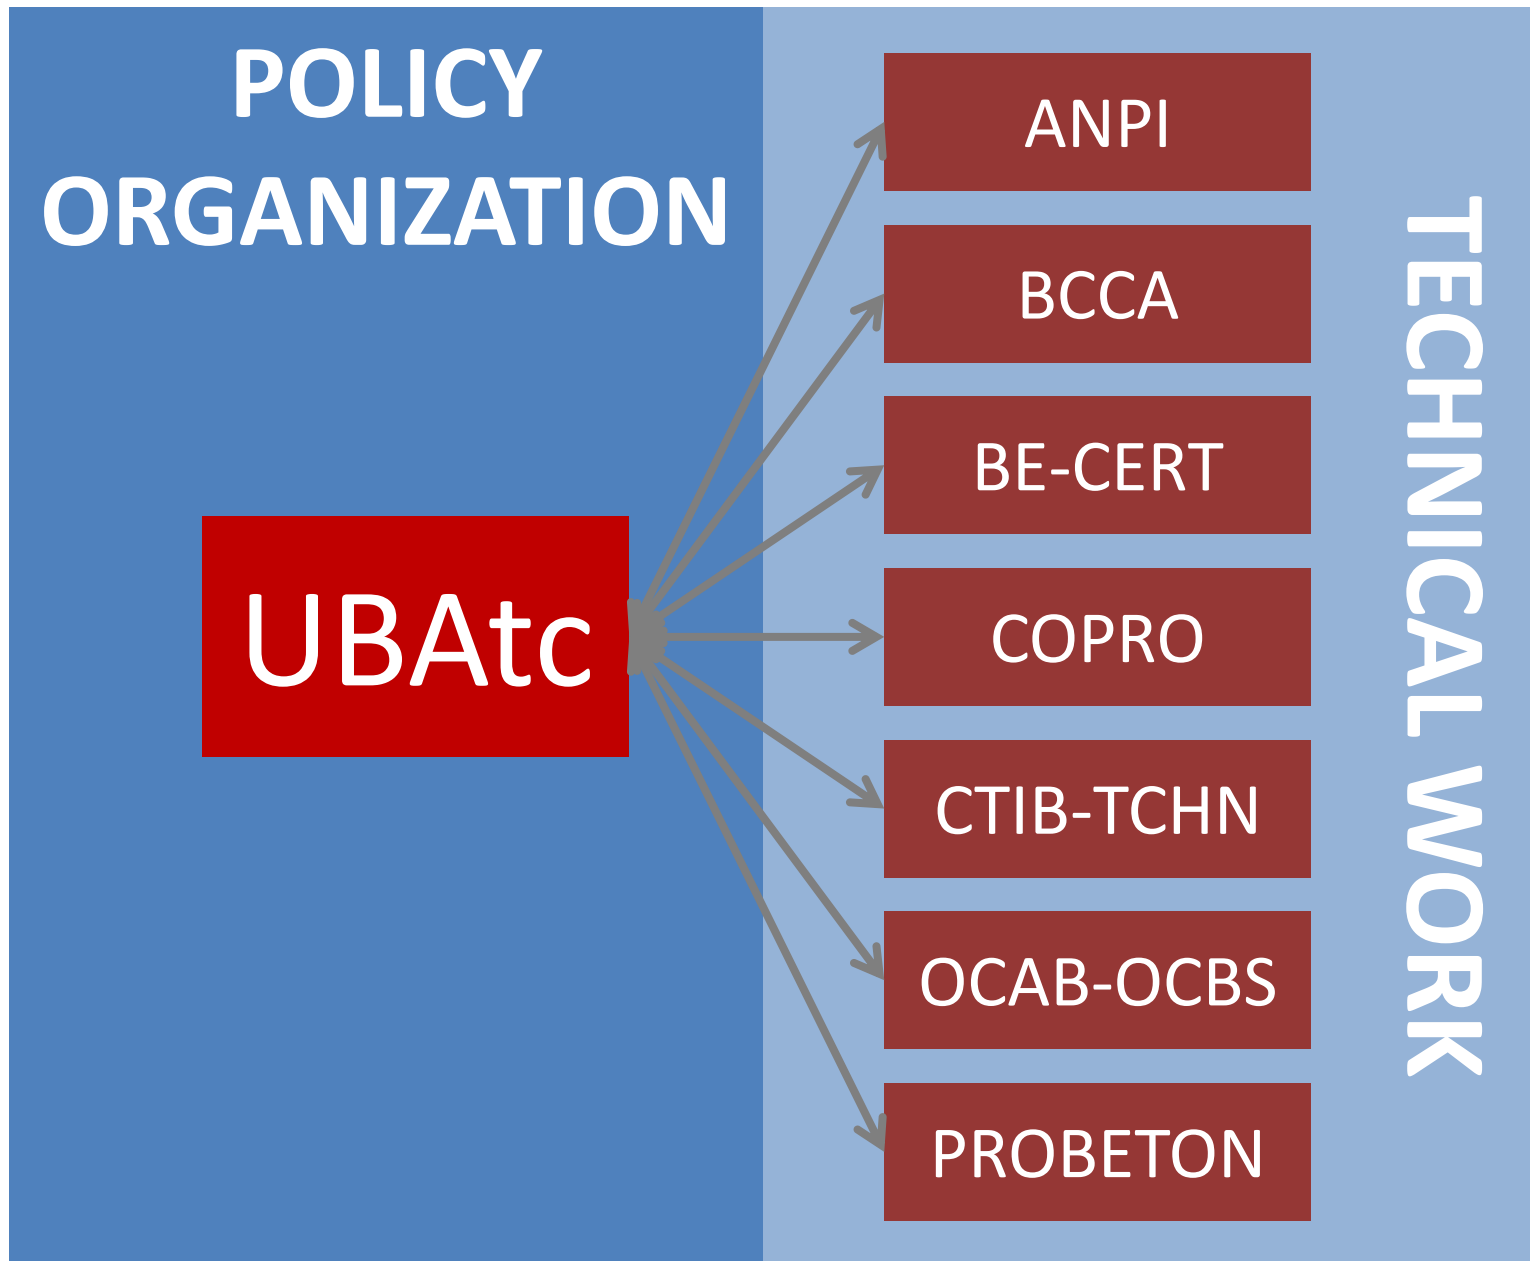 POLICY
ORGANIZATION
UBAtc
ANPI
BCCA
BE-CERT
COPRO
CTIB-TCHN
OCAB-OCBS
PROBETON
TECHNICAL WORK